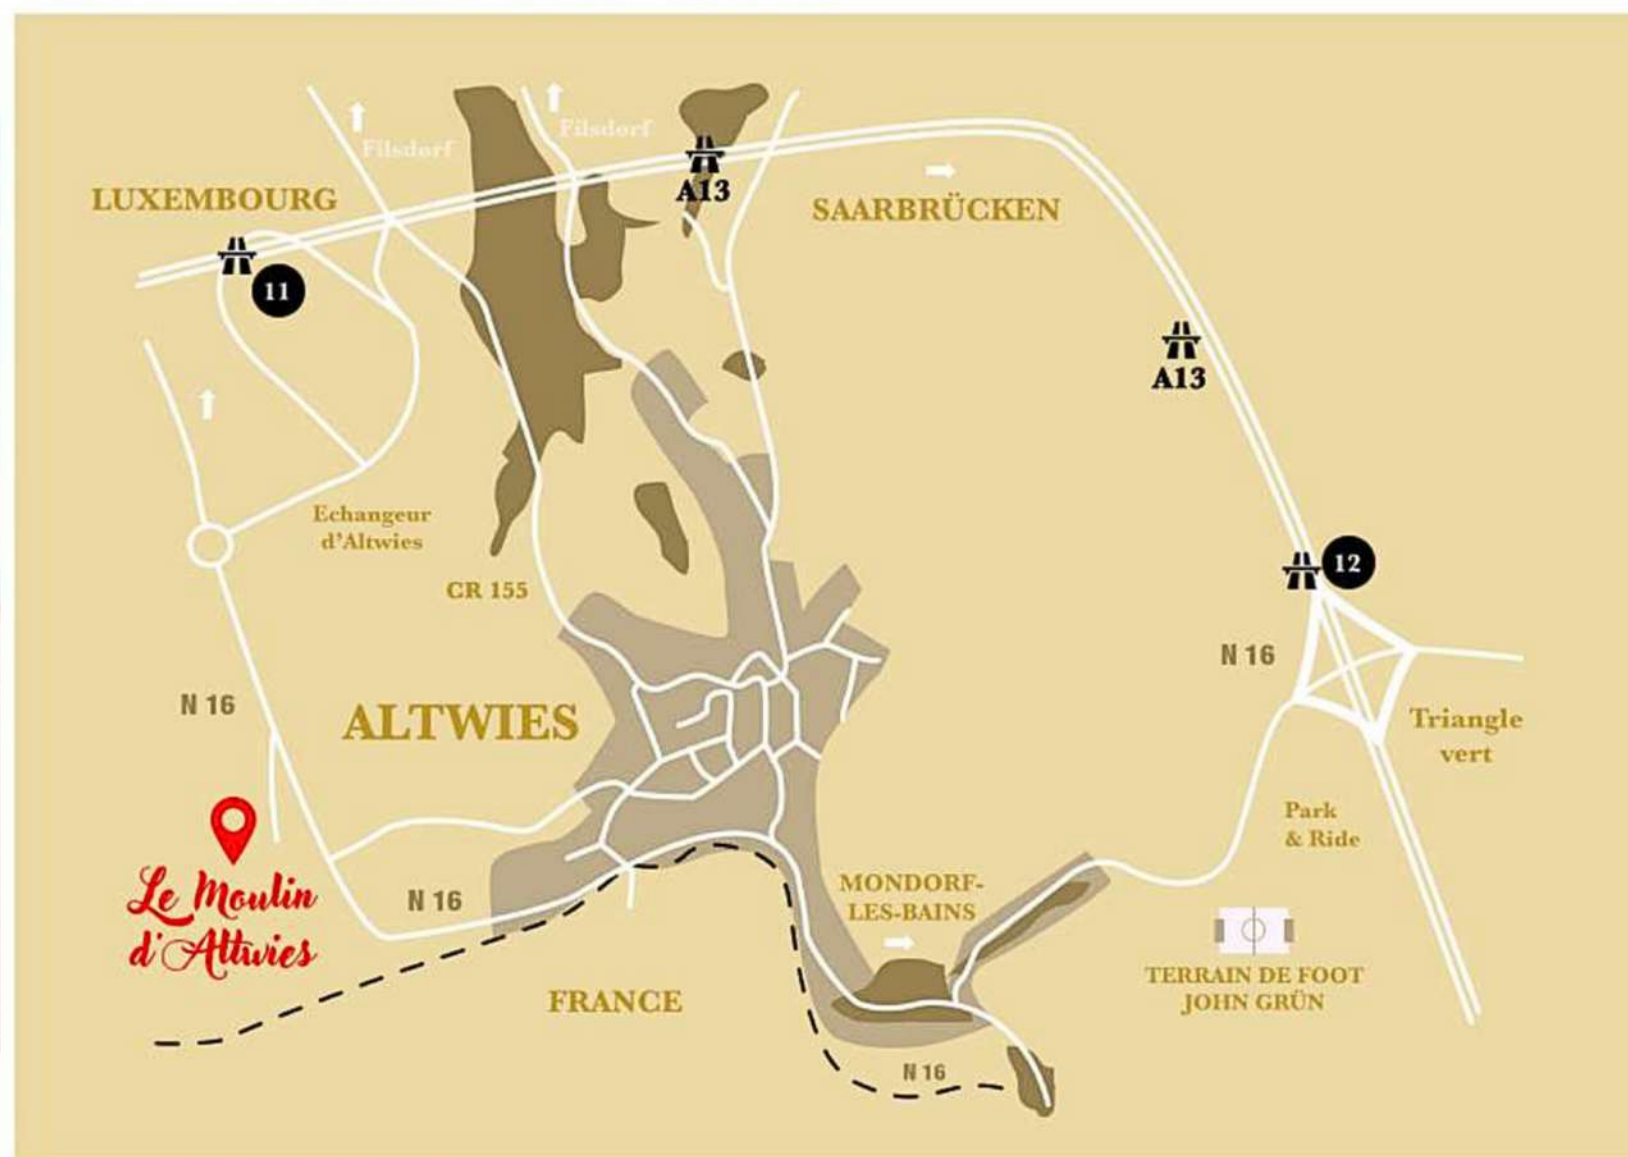 Filsdorf
Filsdorf
LUXEMBOURG
A13
SAARBRÜCKEN
11
A13
Echangeur
d'Altwies
CR 155
12
N 16
N 16
ALTWIES
Triangle
vert
Park
& Ride
Le Moulin
d'Altwies
N 16
MONDORF-
LES-BAINS
FRANCE
TERRAIN DE FOOT
JOHN GRÜN
N 16